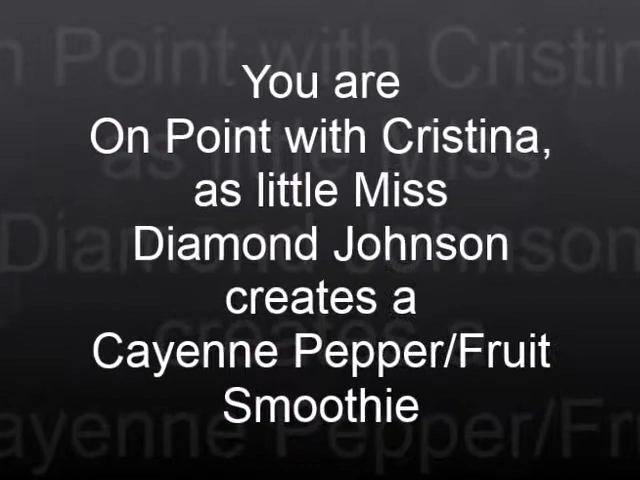 You are
On Point with Cristina,
as little Miss
Diamond Johnson
creates a
Cayenne Pepper/Fruit
Smoothie